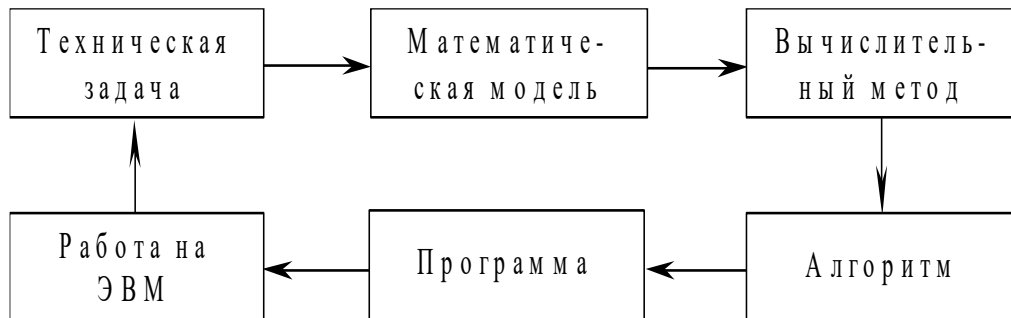 Техническая
задача
Математиче-
ская модель
Вычислитель-
ный метод
Работа на
ЭВМ
Программа
Алгоритм